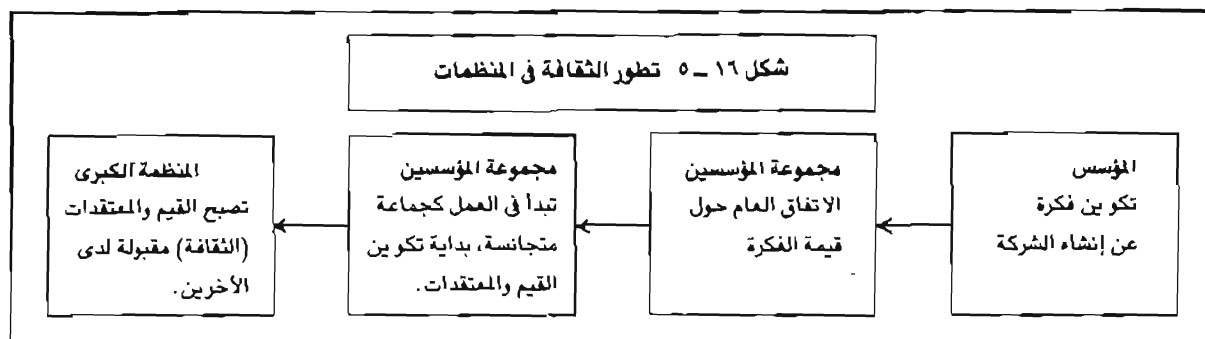 شكل ١٦ – ٥ تطور الثقافة في المنظمات
المؤسس
تكوين فكرة
عن إنشاء الشركة
مجموعة المؤسسين
الاتفاق العام حول
قيمة الفكرة
مجموعة المؤسسين
تبدأ في العمل كجماعة
متجانسة، بداية تكوين
القيم والمعتقدات.
المنظمة الكبرى
تصبح القيم والمعتقدات
(الثقافة) مقبولة لدى
الأخرين.